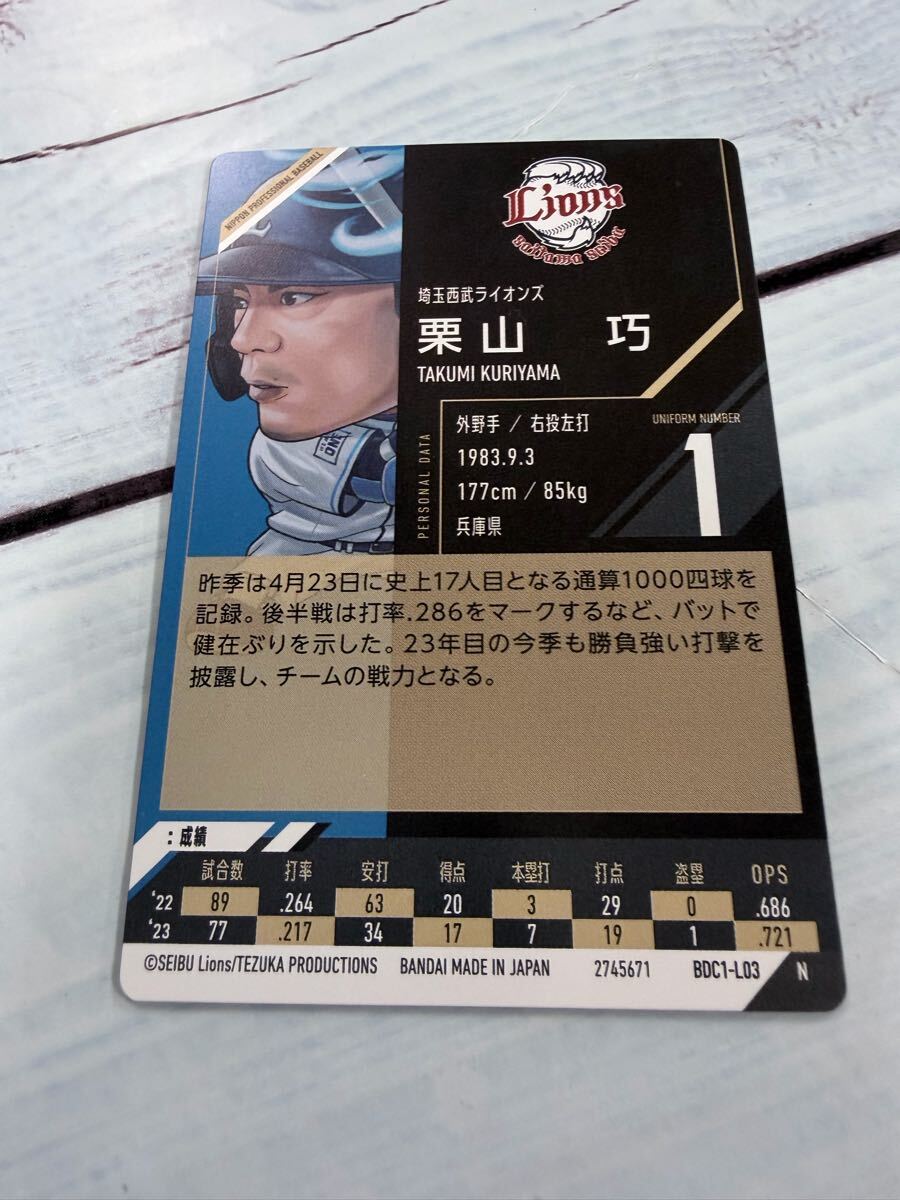 NIPPON PROFESSIONAL BASEBALL
Lions
saitama seibu
埼玉西武ライオンズ
栗山 巧
TAKUMI KURIYAMA
PERSONAL DATA
外野手 / 右投左打
1983.9.3
177cm / 85kg
兵庫県
UNIFORM NUMBER
1
昨季は4月23日に史上17人目となる通算1000四球を
記録。後半戦は打率.286をマークするなど、バットで
健在ぶりを示した。23年目の今季も勝負強い打撃を
披露し、チームの戦力となる。
:成績
試合数 打率 安打 得点 本塁打 打点 盗塁 OPS
'22 89 .264 63 20 3 29 0 .686
'23 77 .217 34 17 7 19 1 .721
©SEIBU Lions/TEZUKA PRODUCTIONS BANDAI MADE IN JAPAN 2745671 BDC1-L03 N